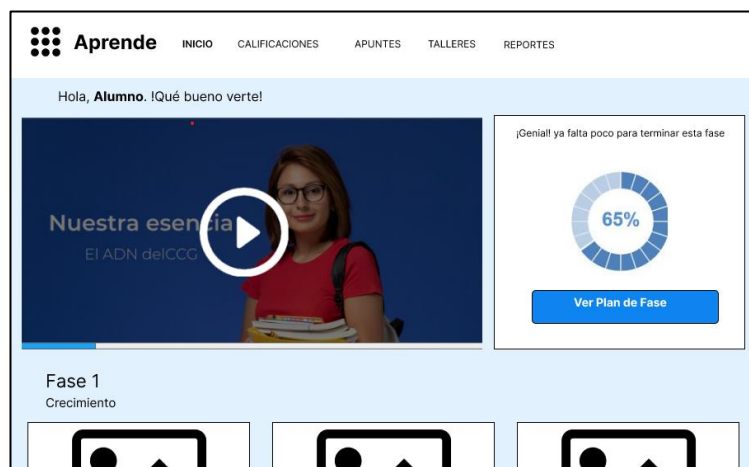 Aprende INICIO CALIFICACIONES APUNTES TALLERES REPORTES
Hola, Alumno. !Qué bueno verte!
Nuestra esencia
El ADN delCCG
¡Genial! ya falta poco para terminar esta fase
65%
Ver Plan de Fase
Fase 1
Crecimiento